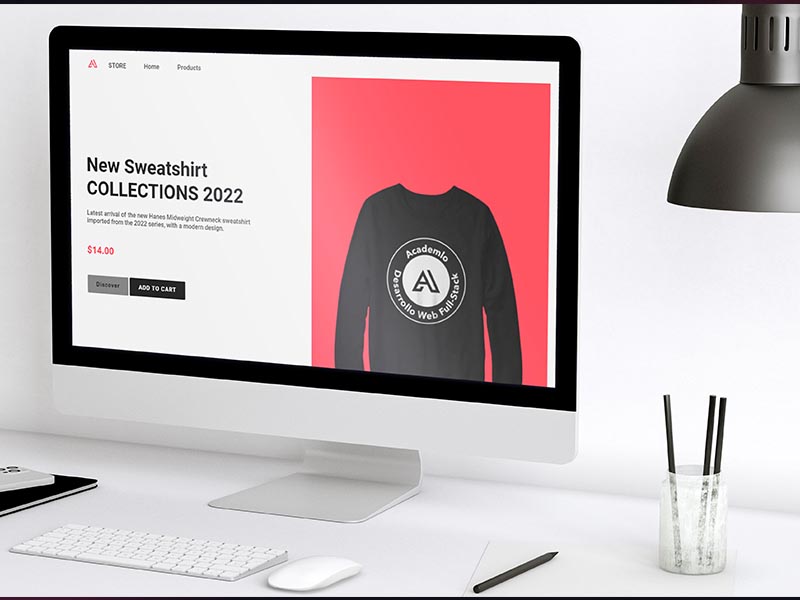 STORE Home Products
New Sweatshirt
COLLECTIONS 2022
Latest arrival of the new Hanes Midweight Crewneck sweatshirt
imported from the 2022 series, with a modern design.
$14.00
Discover ADD TO CART
Academlo
Desarrollo Web Full-Stack